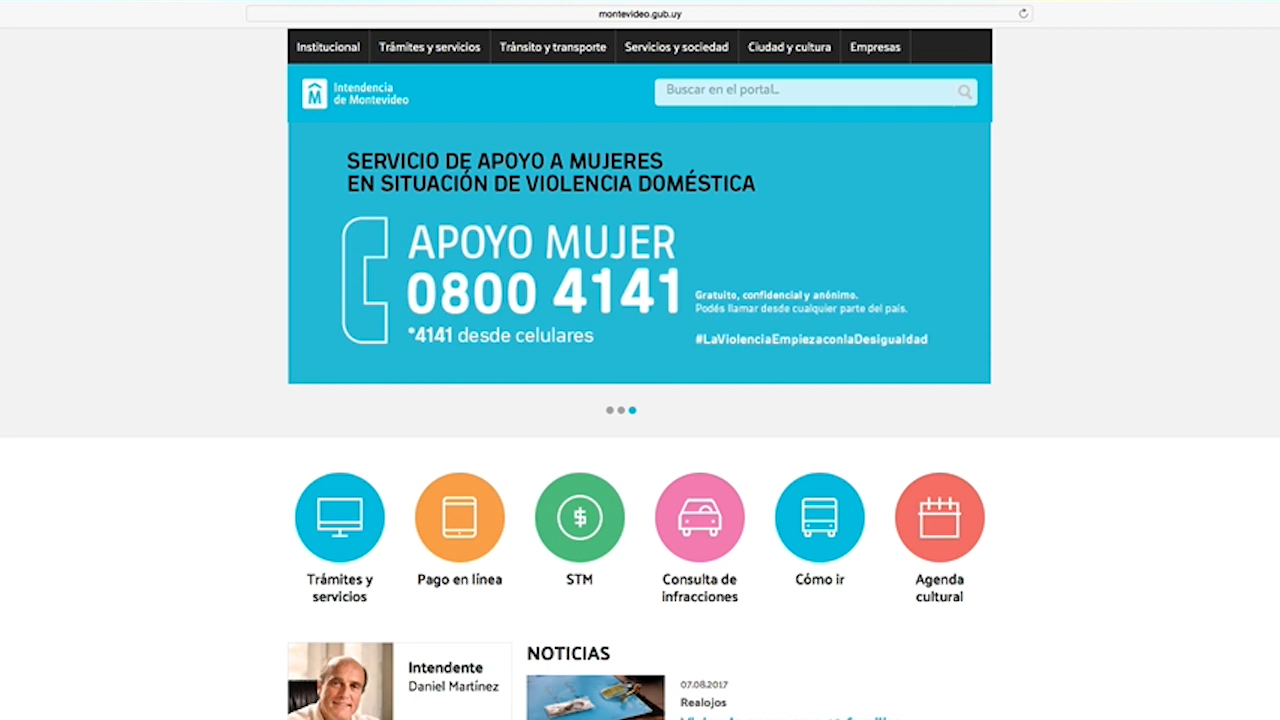 montevideo.gub.uy
Institucional
Trámites y servicios
Tránsito y transporte
Servicios y sociedad
Ciudad y cultura
Empresas
Intendencia
de Montevideo
Buscar en el portal...
SERVICIO DE APOYO A MUJERES
EN SITUACIÓN DE VIOLENCIA DOMÉSTICA
APOYO MUJER
0800 4141
*4141 desde celulares
Gratuito, confidencial y anónimo.
Podés llamar desde cualquier parte del país.
#LaViolenciaEmpiezaconlaDesigualdad
Trámites y
servicios
Pago en línea
STM
Consulta de
infracciones
Cómo ir
Agenda
cultural
Intendente
Daniel Martínez
NOTICIAS
07.08.2017
Realojos